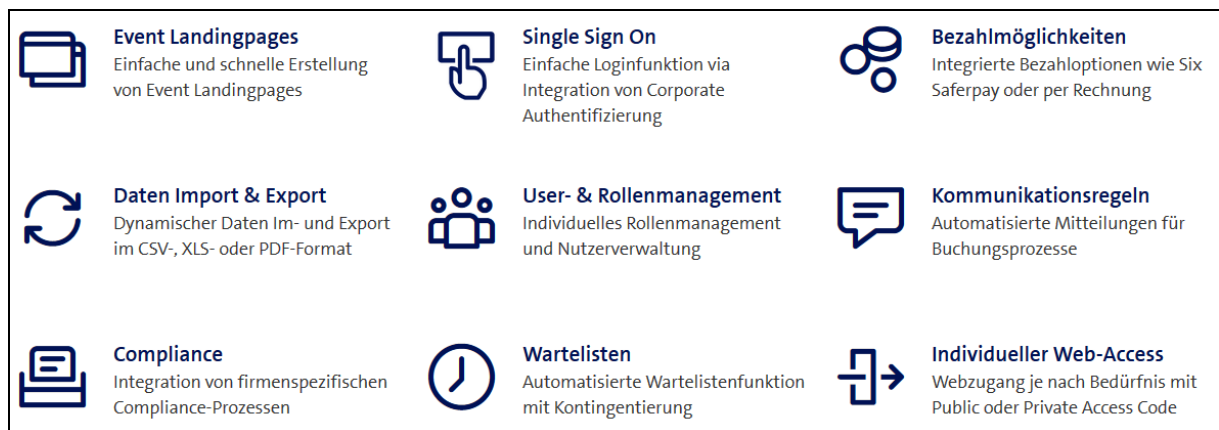 Event Landingpages
Einfache und schnelle Erstellung
von Event Landingpages
Single Sign On
Einfache Loginfunktion via
Integration von Corporate
Authentifizierung
Bezahlmöglichkeiten
Integrierte Bezahloptionen wie Six
Saferpay oder per Rechnung
Daten Import & Export
Dynamischer Daten Im- und Export
im CSV-, XLS- oder PDF-Format
User- & Rollenmanagement
Individuelles Rollenmanagement
und Nutzerverwaltung
Kommunikationsregeln
Automatisierte Mitteilungen für
Buchungsprozesse
Compliance
Integration von firmenspezifischen
Compliance-Prozessen
Wartelisten
Automatisierte Wartelistenfunktion
mit Kontingentierung
Individueller Web-Access
Webzugang je nach Bedürfnis mit
Public oder Private Access Code